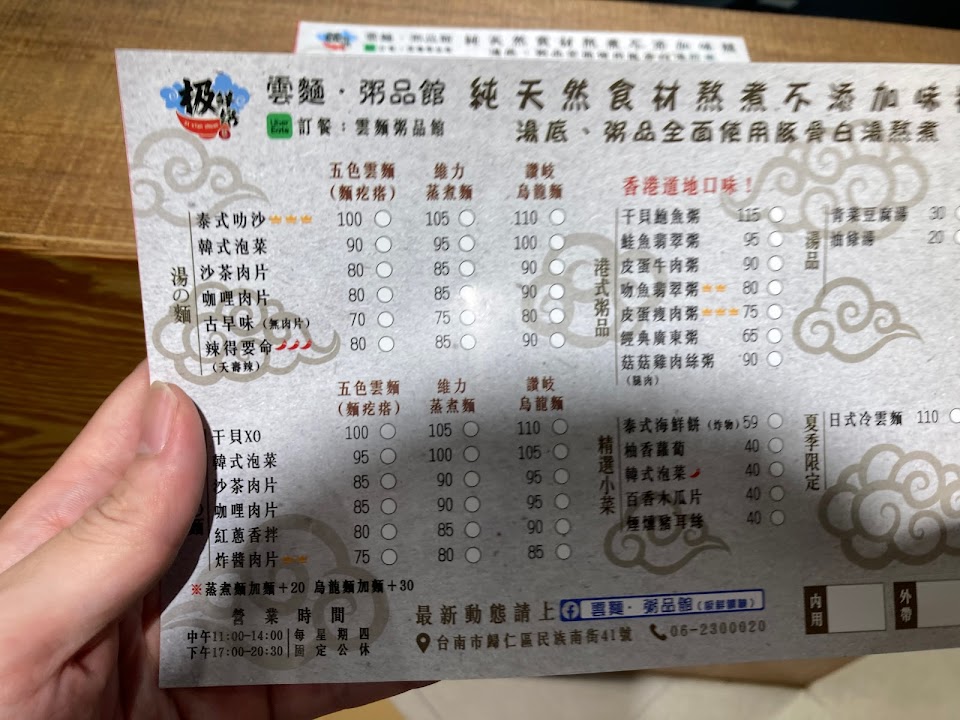 極鮮粥
雲麵・粥品館 純天然食材熬煮不添加味
Uber Eats 訂餐：雲麵粥品館 湯底、粥品全面使用豚骨白湯熬煮
湯の麵
五色雲麵 維力 讚岐
(麵疙瘩) 蒸煮麵 烏龍麵
泰式叻沙 100 105 110
韓式泡菜 90 95 100
沙茶肉片 80 85 90
咖哩肉片 80 85 90
古早味(無肉片) 70 75 80
辣得要命 80 85 90
(夭壽辣)
五色雲麵 維力 讚岐
(麵疙瘩) 蒸煮麵 烏龍麵
干貝XO 100 105 110
韓式泡菜 95 100 105
沙茶肉片 85 90 95
咖哩肉片 85 90 95
紅蔥香拌 80 85 90
炸醬肉片 75 80 85
※蒸煮麵加麵+20 烏龍麵加麵+30
港式粥品
香港道地口味！
干貝鮑魚粥 115
鮭魚翡翠粥 95
皮蛋牛肉粥 90
吻魚翡翠粥 80
皮蛋瘦肉粥 75
經典廣東粥 65
菇菇雞肉絲粥 90
(腿肉)
湯品
青菜豆腐湯 30
油條湯 20
精選小菜
泰式海鮮餅(炸物) 59
柚香蘿蔔 40
韓式泡菜 40
百香木瓜片 40
煙燻豬耳絲 40
夏季限定
日式冷雲麵 110
營業時間
中午11:00-14:00 每星期四
下午17:00-20:30 固定公休
最新動態請上 雲麵．粥品館
台南市歸仁區民族南街41號 06-2300020
內用
外帶